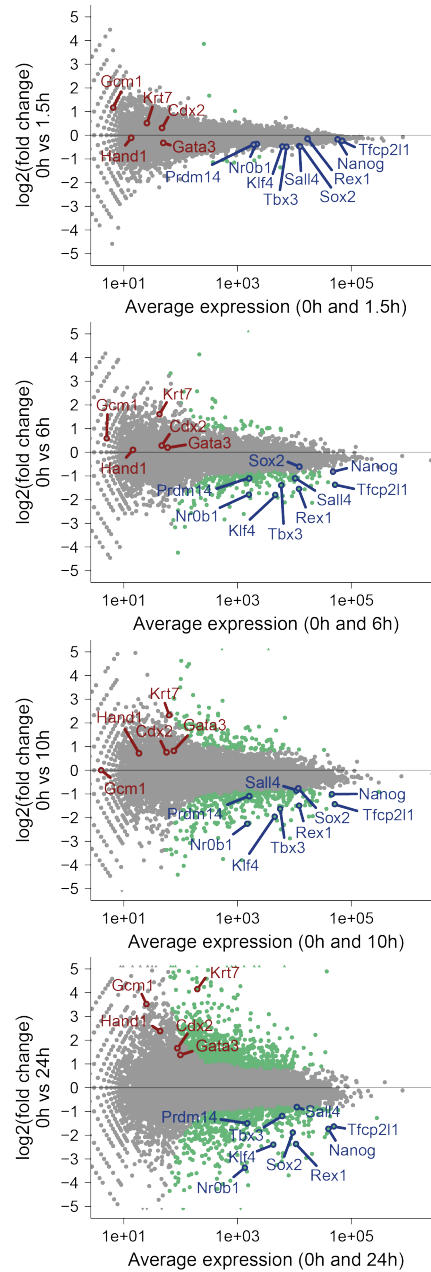 log2(fold change)
0h vs 1.5h
5
4
3
2
1
0
−1
−2
−3
−4
−5
Gcm1
Krt7
Cdx2
Hand1
Gata3
Prdm14
Nr0b1
Klf4
Tbx3
Sall4
Sox2
Rex1
Nanog
Tfcp2l1
1e+01
1e+03
1e+05
Average expression (0h and 1.5h)
log2(fold change)
0h vs 6h
5
4
3
2
1
0
−1
−2
−3
−4
−5
Gcm1
Krt7
Cdx2
Gata3
Hand1
Sox2
Nanog
Prdm14
Sall4
Tfcp2l1
Nr0b1
Klf4
Tbx3
Rex1
1e+01
1e+03
1e+05
Average expression (0h and 6h)
log2(fold change)
0h vs 10h
5
4
3
2
1
0
−1
−2
−3
−4
−5
Krt7
Hand1
Cdx2
Gata3
Gcm1
Sall4
Nanog
Prdm14
Sox2
Tfcp2l1
Nr0b1
Rex1
Klf4
Tbx3
1e+01
1e+03
1e+05
Average expression (0h and 10h)
log2(fold change)
0h vs 24h
5
4
3
2
1
0
−1
−2
−3
−4
−5
Gcm1
Krt7
Hand1
Cdx2
Gata3
Prdm14
Sall4
Tbx3
Tfcp2l1
Klf4
Nanog
Sox2
Rex1
Nr0b1
1e+01
1e+03
1e+05
Average expression (0h and 24h)